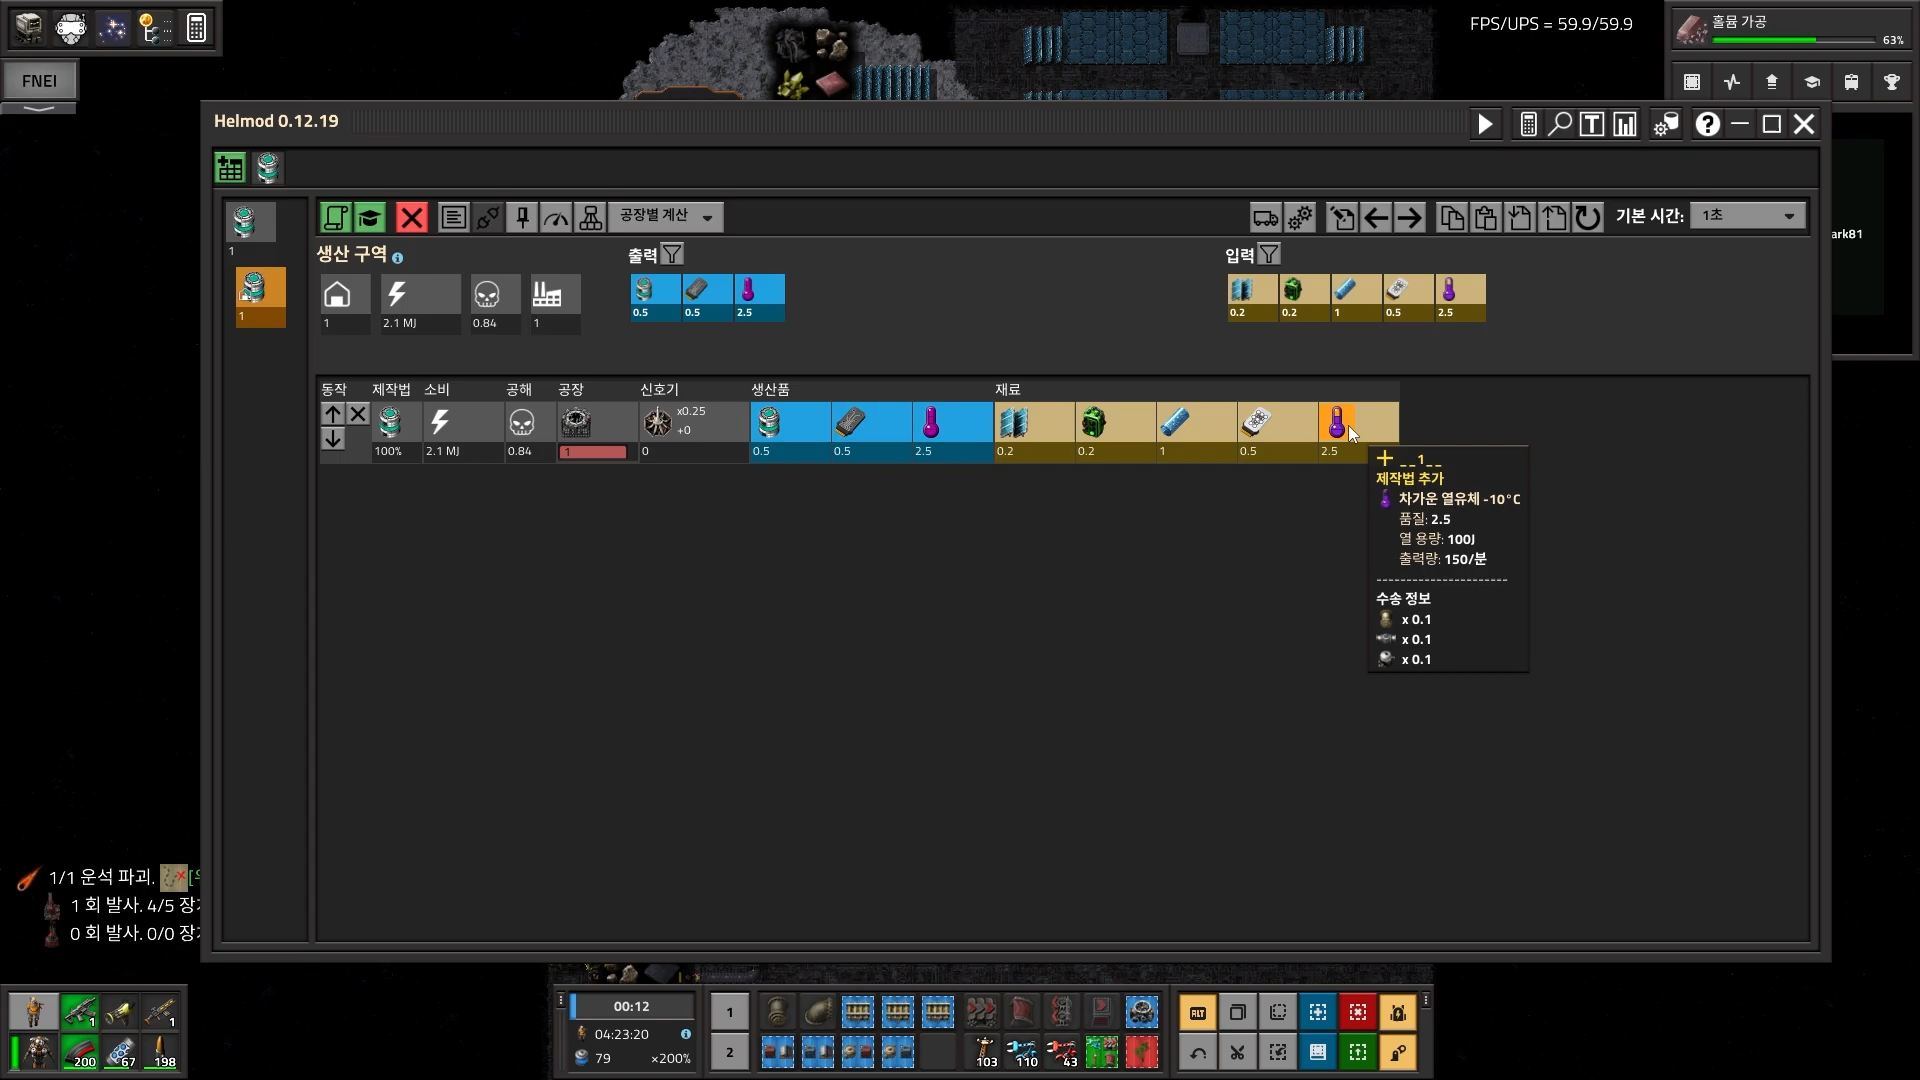 FPS/UPS = 59.9/59.9
홀뮴 가공
63%
FNEI
Helmod 0.12.19
1
1
공장별 계산
기본 시간: 1초
생산 구역
1
2.1 MJ
0.84
1
출력
0.5
0.5
2.5
입력
0.2
0.2
1
0.5
2.5
동작 제작법 소비 공해 공장 신호기 생산품 재료
x0.25
+0
100%
2.1 MJ
0.84
1
0
0.5
0.5
2.5
0.2
0.2
1
0.5
2.5
__1__
제작법 추가
차가운 열유체 -10°C
품질: 2.5
열 용량: 100J
출력량: 150/분
------------------------
수송 정보
x 0.1
x 0.1
x 0.1
ark81
1/1 운석 파괴.
1 회 발사. 4/5
0 회 발사. 0/0
1
1
200
67
198
00:12
04:23:20
79
×200%
1
2
103
110
43
ALT